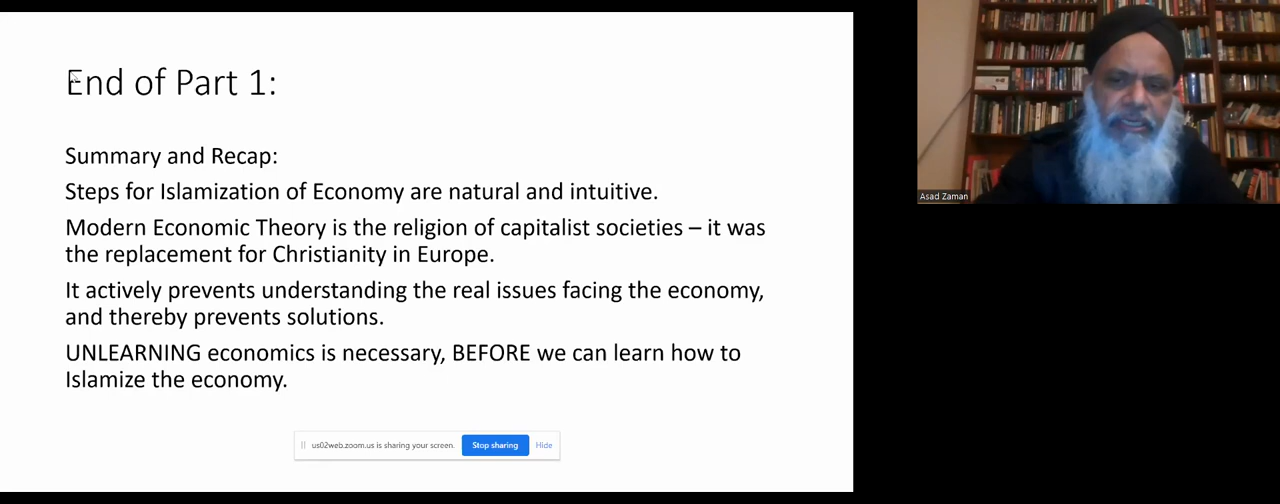 End of Part 1:
Summary and Recap:
Steps for Islamization of Economy are natural and intuitive.
Modern Economic Theory is the religion of capitalist societies – it was
the replacement for Christianity in Europe.
It actively prevents understanding the real issues facing the economy,
and thereby prevents solutions.
UNLEARNING economics is necessary, BEFORE we can learn how to
Islamize the economy.
us02web.zoom.us is sharing your screen.
Stop sharing
Hide
Asad Zaman